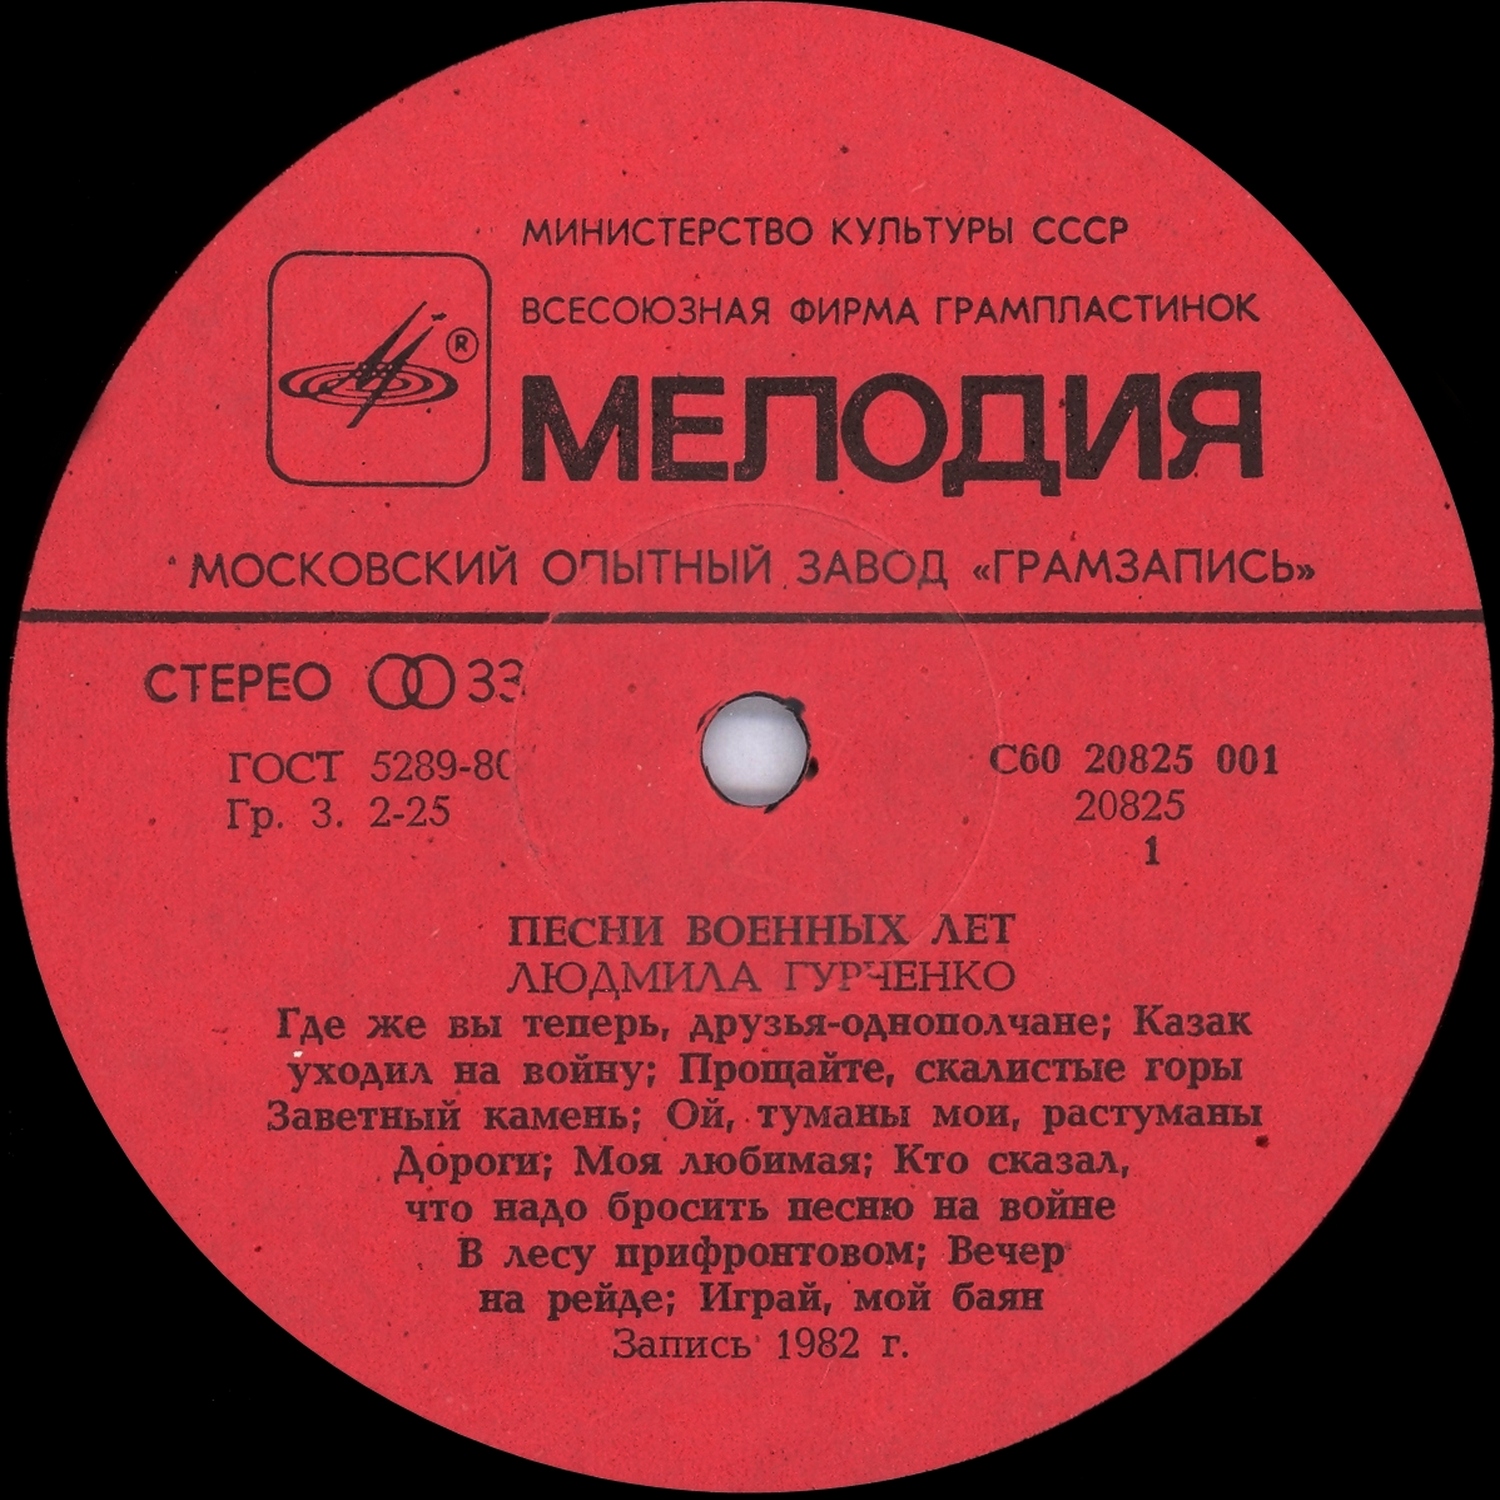 МИНИСТЕРСТВО КУЛЬТУРЫ СССР
ВСЕСОЮЗНАЯ ФИРМА ГРАМПЛАСТИНОК
®
МЕЛОДИЯ
МОСКОВСКИЙ ОПЫТНЫЙ ЗАВОД «ГРАМЗАПИСЬ»
СТЕРЕО 33
ГОСТ 5289-80
Гр. 3. 2-25
С60 20825 001
20825
1
ПЕСНИ ВОЕННЫХ ЛЕТ
ЛЮДМИЛА ГУРЧЕНКО
Где же вы теперь, друзья-однополчане; Казак
уходил на войну; Прощайте, скалистые горы
Заветный камень; Ой, туманы мои, растуманы
Дороги; Моя любимая; Кто сказал,
что надо бросить песню на войне
В лесу прифронтовом; Вечер
на рейде; Играй, мой баян
Запись 1982 г.